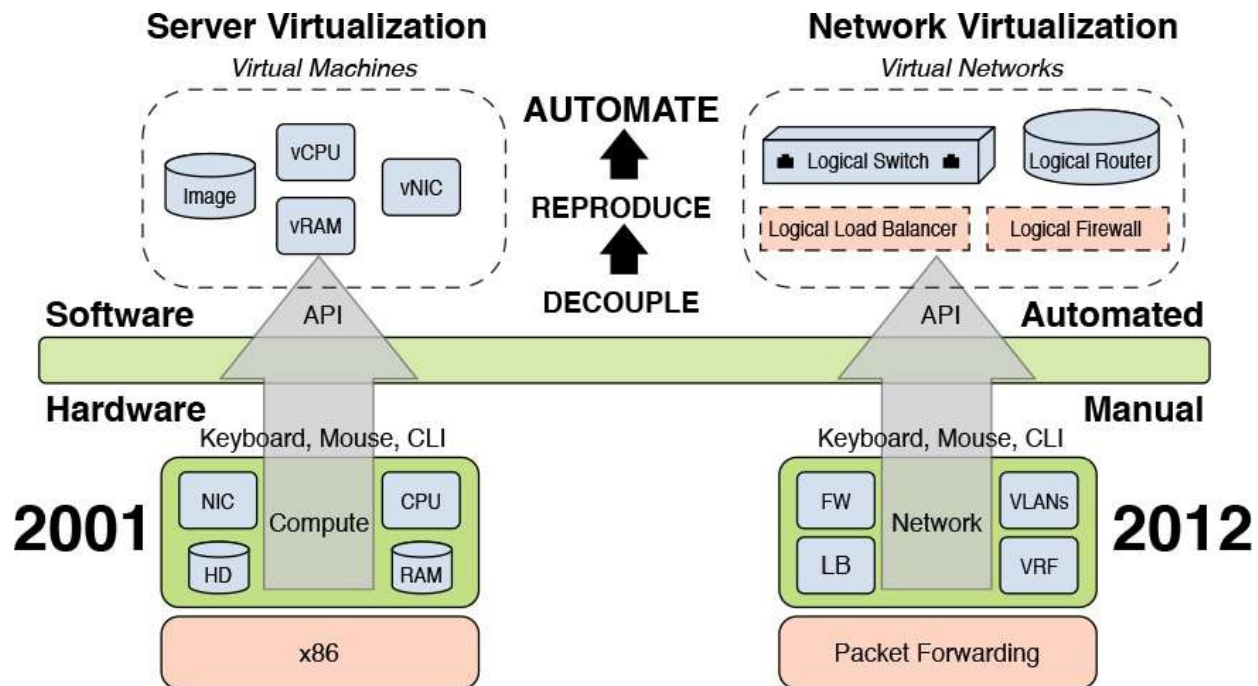 Server Virtualization
Virtual Machines
Image
vCPU
vRAM
vNIC
API
AUTOMATE
REPRODUCE
DECOUPLE
Network Virtualization
Virtual Networks
Logical Switch
Logical Router
Logical Load Balancer
Logical Firewall
API
Software
Automated
Hardware
Manual
Keyboard, Mouse, CLI
2001
NIC
CPU
Compute
HD
RAM
x86
Keyboard, Mouse, CLI
FW
VLANs
Network
LB
VRF
2012
Packet Forwarding